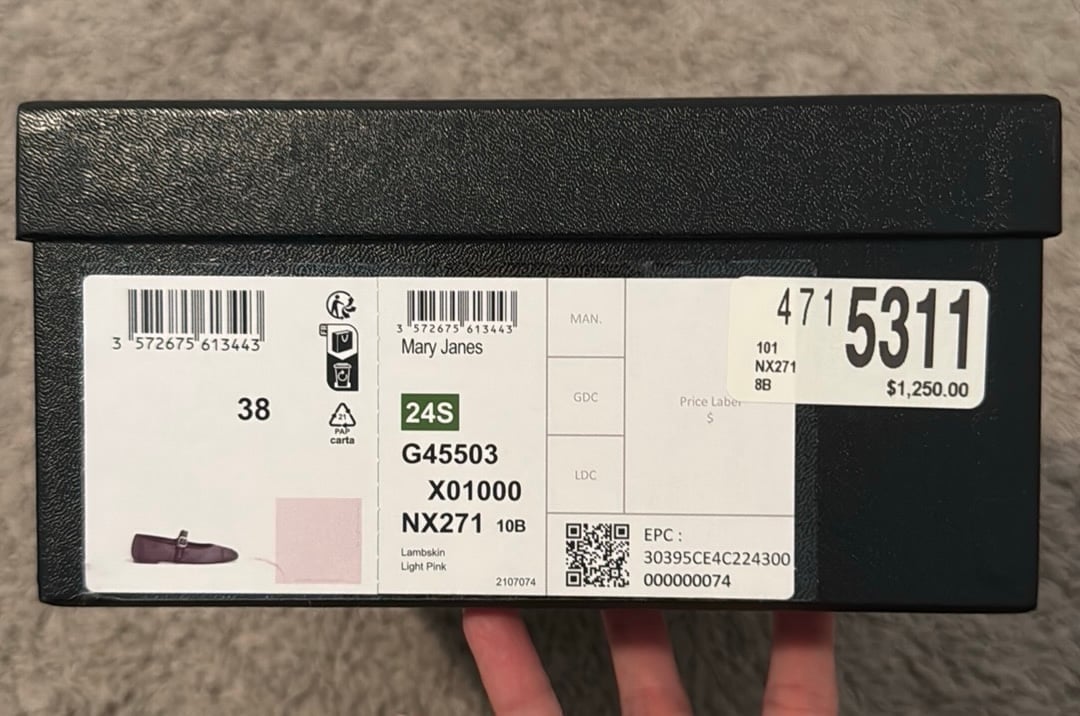 3 572675 613443
38
21
PAP
carta
3 572675 613443
Mary Janes
24S
G45503
X01000
NX271 10B
Lambskin
Light Pink
2107074
MAN.
GDC
LDC
Price Label
$
EPC :
30395CE4C224300
000000074
471 5311
101
NX271
8B
$1,250.00